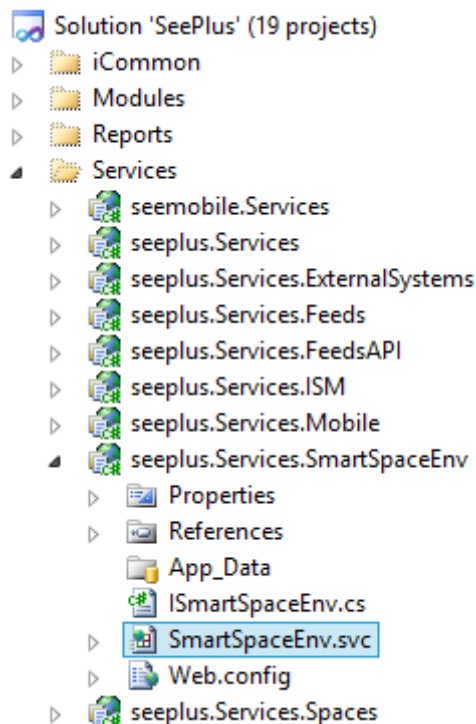 Solution 'SeePlus' (19 projects)
iCommon
Modules
Reports
Services
seemobile.Services
seeplus.Services
seeplus.Services.ExternalSystems
seeplus.Services.Feeds
seeplus.Services.FeedsAPI
seeplus.Services.ISM
seeplus.Services.Mobile
seeplus.Services.SmartSpaceEnv
Properties
References
App_Data
ISmartSpaceEnv.cs
SmartSpaceEnv.svc
Web.config
seeplus.Services.Spaces